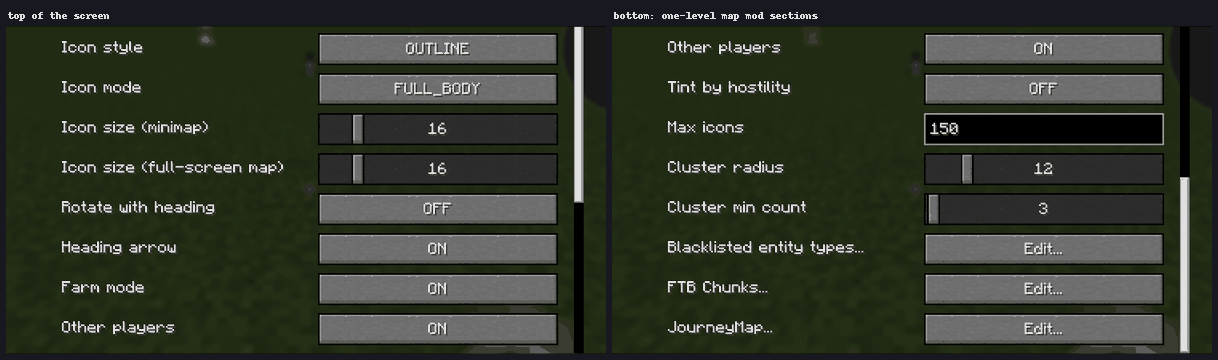 top of the screen
Icon style OUTLINE
Icon mode FULL_BODY
Icon size (minimap) 16
Icon size (full-screen map) 16
Rotate with heading OFF
Heading arrow ON
Farm mode ON
Other players ON
bottom: one-level map mod sections
Other players ON
Tint by hostility OFF
Max icons 150
Cluster radius 12
Cluster min count 3
Blacklisted entity types... Edit...
FTB Chunks... Edit...
JourneyMap... Edit...